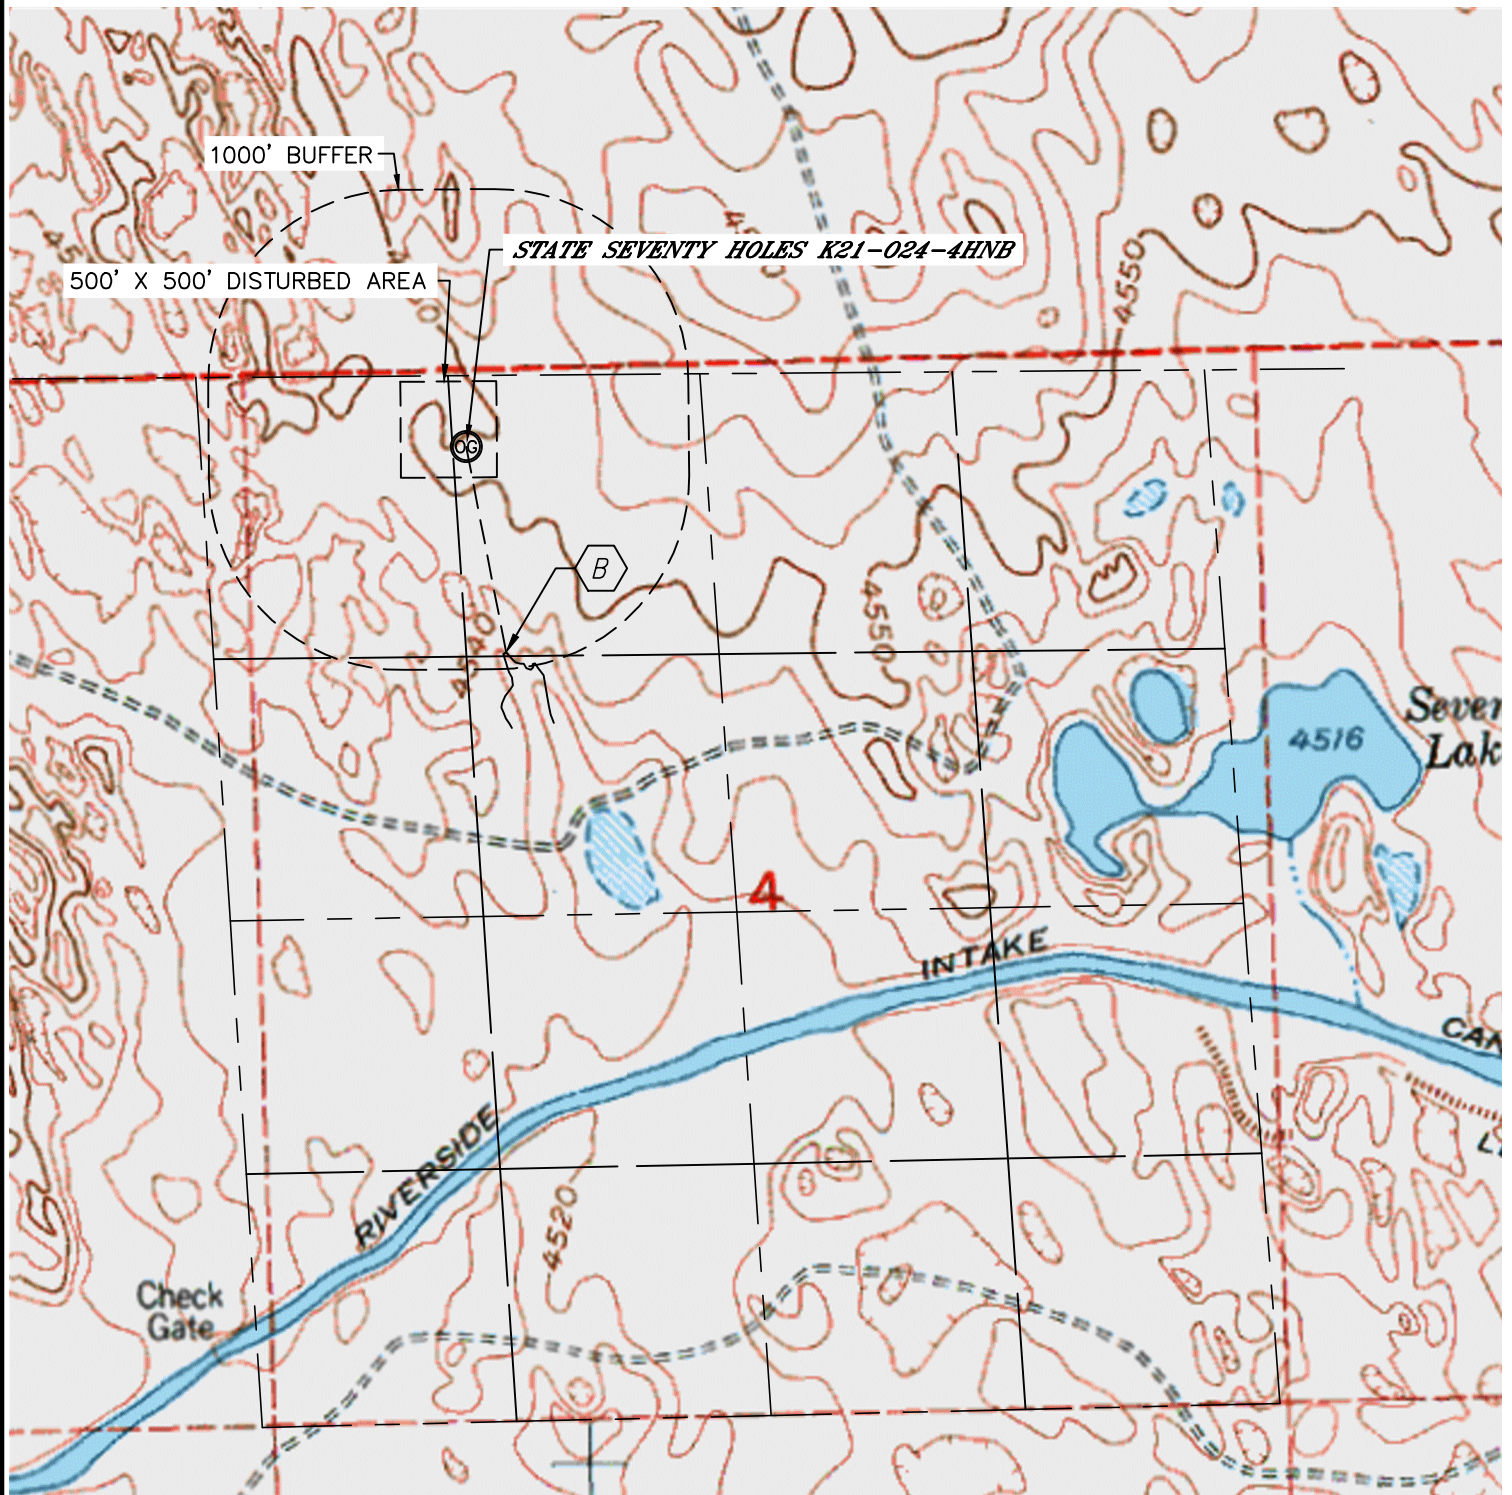 1000' BUFFER
STATE SEVENTY HOLES K21-024-4HNB
500' X 500' DISTURBED AREA
4550
OG
B
4550
4540
4516
Seven
Lak
4
INTAKE
CAN
RIVERSIDE
4520
Check
Gate